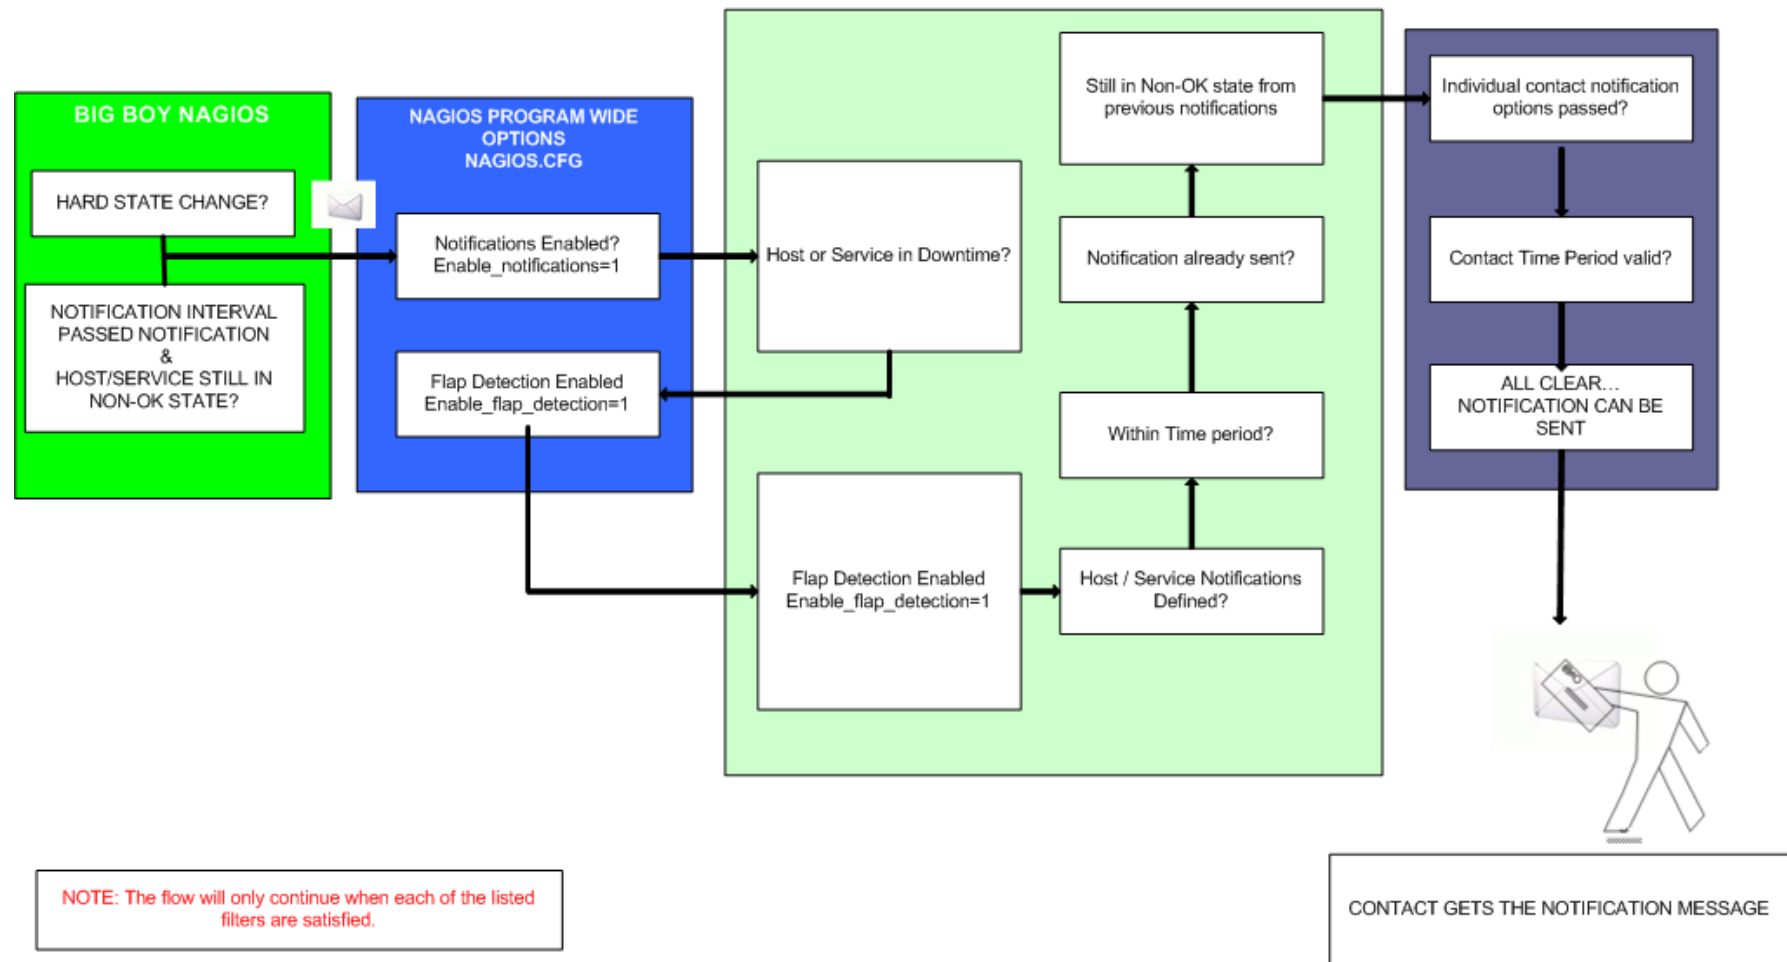 BIG BOY NAGIOS
HARD STATE CHANGE?
NOTIFICATION INTERVAL
PASSED NOTIFICATION
&
HOST/SERVICE STILL IN
NON-OK STATE?
NAGIOS PROGRAM WIDE
OPTIONS
NAGIOS.CFG
Notifications Enabled?
Enable_notifications=1
Flap Detection Enabled
Enable_flap_detection=1
Host or Service in Downtime?
Flap Detection Enabled
Enable_flap_detection=1
Still in Non-OK state from
previous notifications
Notification already sent?
Within Time period?
Host / Service Notifications
Defined?
Individual contact notification
options passed?
Contact Time Period valid?
ALL CLEAR...
NOTIFICATION CAN BE
SENT
NOTE: The flow will only continue when each of the listed
filters are satisfied.
CONTACT GETS THE NOTIFICATION MESSAGE